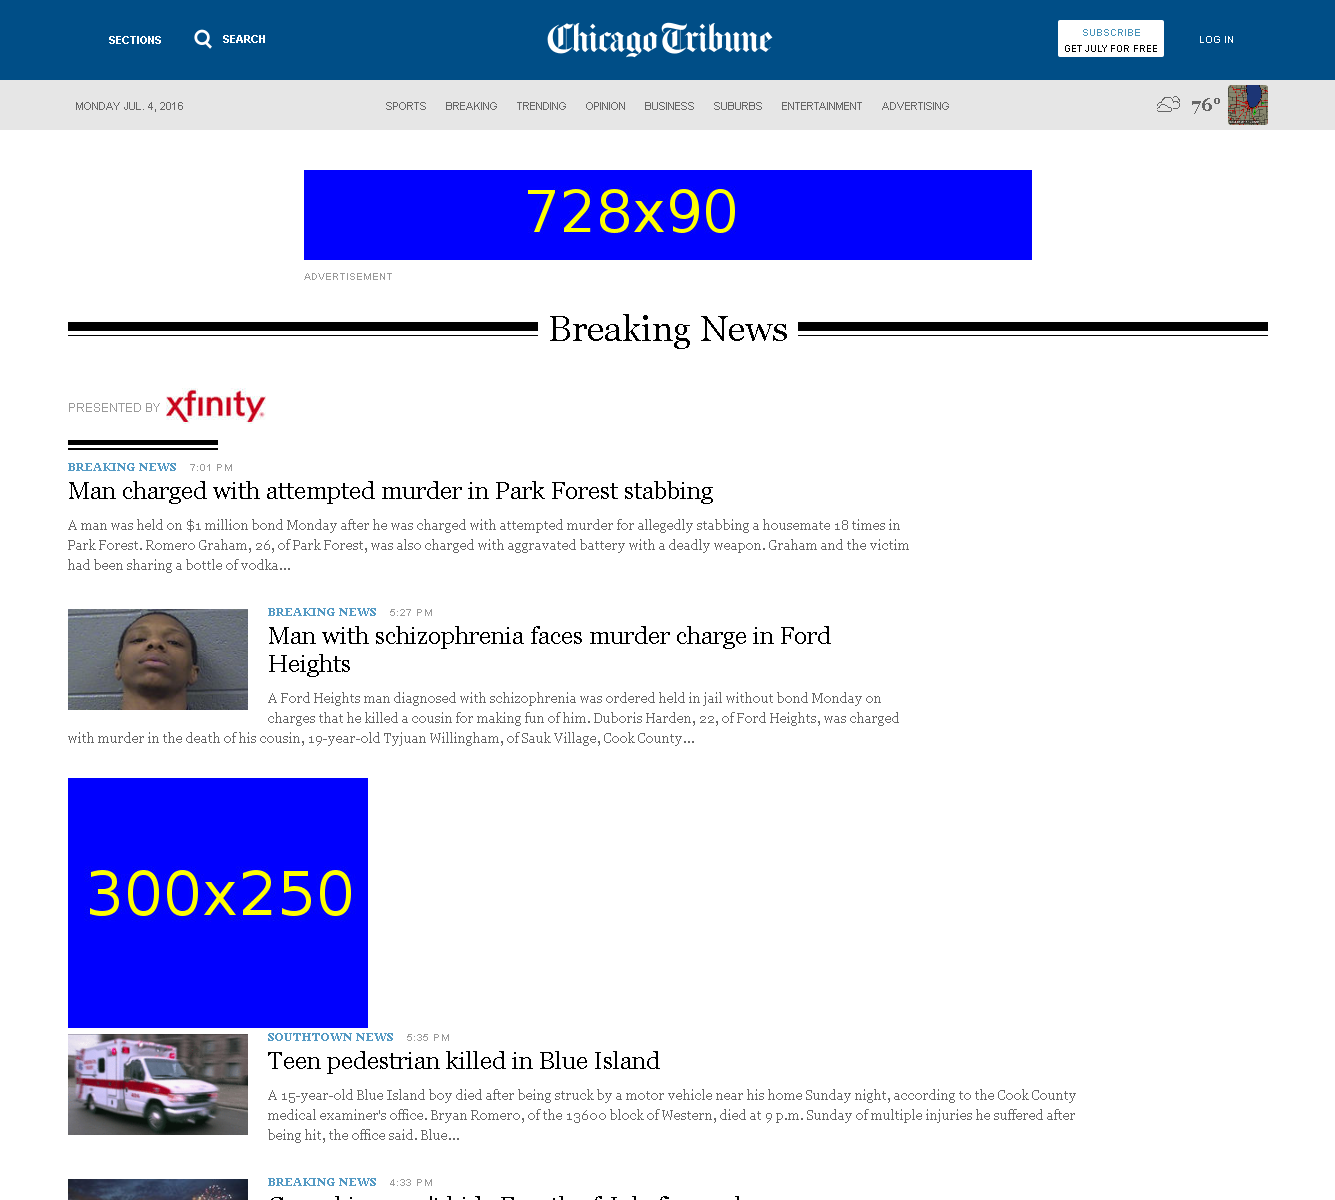 SECTIONS
SEARCH
Chicago Tribune
SUBSCRIBE
GET JULY FOR FREE
LOG IN
MONDAY JUL. 4, 2016
SPORTS BREAKING TRENDING OPINION BUSINESS SUBURBS ENTERTAINMENT ADVERTISING
76°
728x90
ADVERTISEMENT
Breaking News
PRESENTED BY xfinity
BREAKING NEWS 7:01 PM
Man charged with attempted murder in Park Forest stabbing
A man was held on $1 million bond Monday after he was charged with attempted murder for allegedly stabbing a housemate 18 times in
Park Forest. Romero Graham, 26, of Park Forest, was also charged with aggravated battery with a deadly weapon. Graham and the victim
had been sharing a bottle of vodka...
BREAKING NEWS 5:27 PM
Man with schizophrenia faces murder charge in Ford
Heights
A Ford Heights man diagnosed with schizophrenia was ordered held in jail without bond Monday on
charges that he killed a cousin for making fun of him. Duboris Harden, 22, of Ford Heights, was charged
with murder in the death of his cousin, 19-year-old Tyjuan Willingham, of Sauk Village, Cook County...
300x250
SOUTHTOWN NEWS 5:35 PM
Teen pedestrian killed in Blue Island
A 15-year-old Blue Island boy died after being struck by a motor vehicle near his home Sunday night, according to the Cook County
medical examiner's office. Bryan Romero, of the 13600 block of Western, died at 9 p.m. Sunday of multiple injuries he suffered after
being hit, the office said. Blue...
BREAKING NEWS 4:33 PM